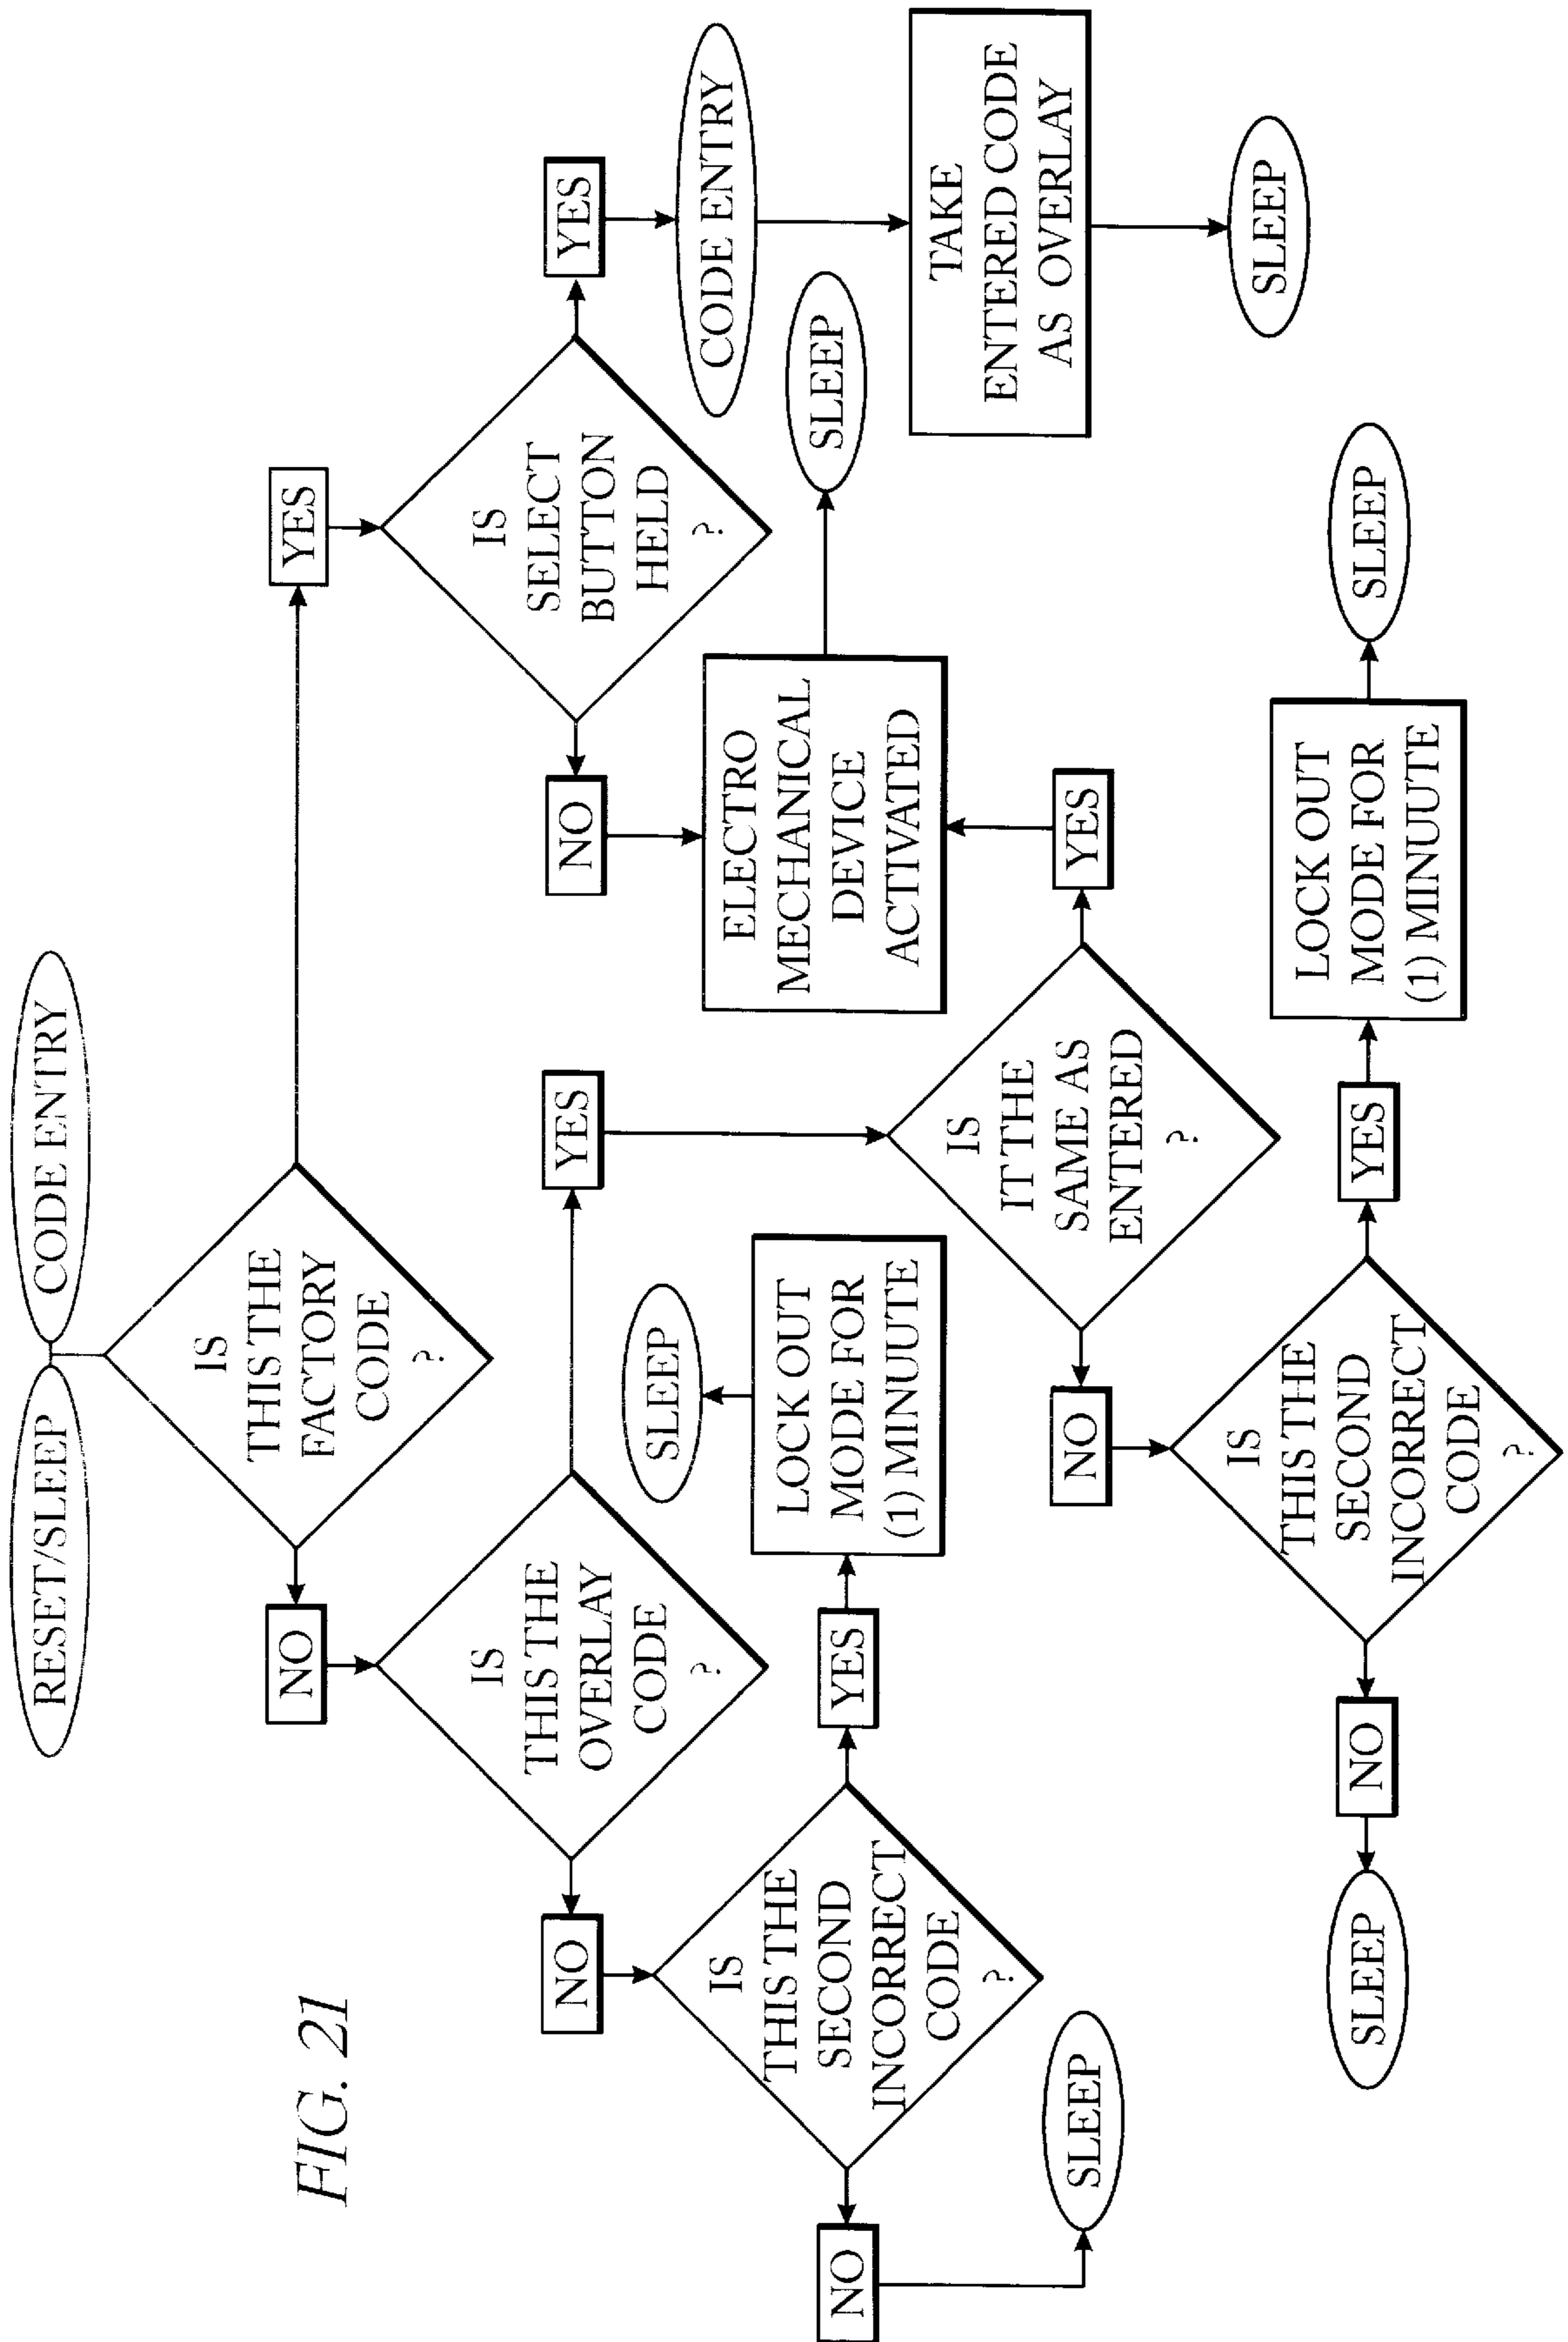 FIG. 21
RESET/SLEEP
CODE ENTRY
IS
THIS THE
FACTORY
CODE
?
NO
YES
IS
THIS THE
OVERLAY
CODE
?
IS
SELECT
BUTTON
HELD
?
NO
YES
NO
YES
IS
THIS THE
SECOND
INCORRECT
CODE
?
SLEEP
CODE ENTRY
LOCK OUT
MODE FOR
(1) MINUUTE
ELECTRO
MECHANICAL
DEVICE
ACTIVATED
SLEEP
NO
YES
TAKE
ENTERED CODE
AS OVERLAY
IS
IT THE
SAME AS
ENTERED
?
SLEEP
NO
YES
SLEEP
IS
THIS THE
SECOND
INCORRECT
CODE
?
LOCK OUT
MODE FOR
(1) MINUUTE
SLEEP
NO
YES
SLEEP